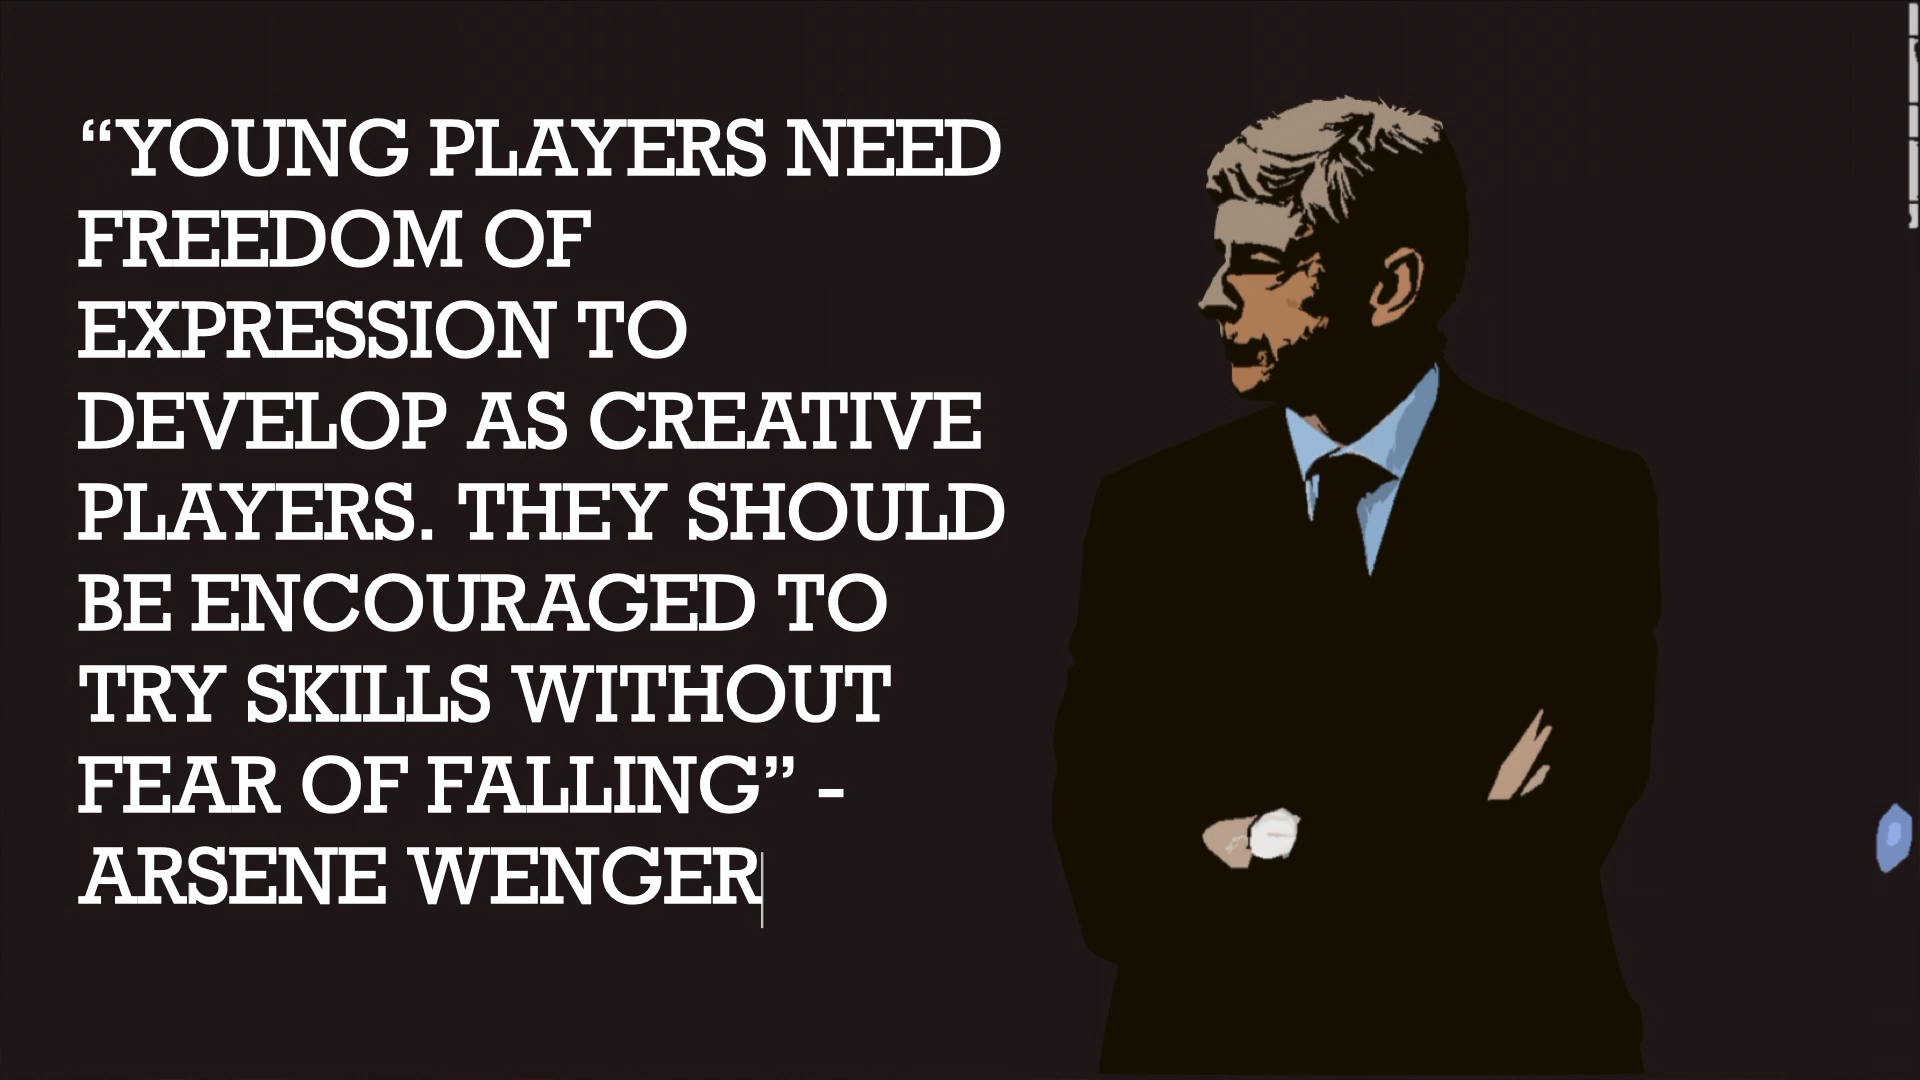 “YOUNG PLAYERS NEED
FREEDOM OF
EXPRESSION TO
DEVELOP AS CREATIVE
PLAYERS. THEY SHOULD
BE ENCOURAGED TO
TRY SKILLS WITHOUT
FEAR OF FALLING” -
ARSENE WENGER